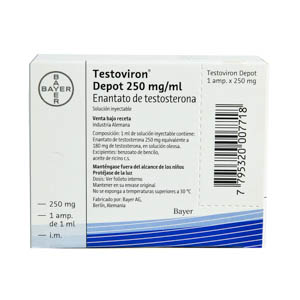 Testoviron®
Depot 250 mg/ml
Enantato de testosterona
Solución inyectable
Venta bajo receta
Industria Alemana
Composición: 1 ml de solución inyectable contiene:
Enantato de testosterona 250 mg equivalente a
180 mg de testosterona, en solución oleosa.
Excipientes: benzoato de bencilo,
aceite de ricino c.s.
Manténgase fuera del alcance de los niños
Protéjase de la luz
Dosis: Ver folleto interno
Mantener en su envase original
No se exponga a temperaturas superiores a 30 °C
Fabricado por: Bayer AG,
Berlín, Alemania
Bayer
BAYER
BAYER
250 mg
1 amp.
de 1 ml
i.m.
Testoviron Depot
1 amp. x 250 mg
7 795320 007718